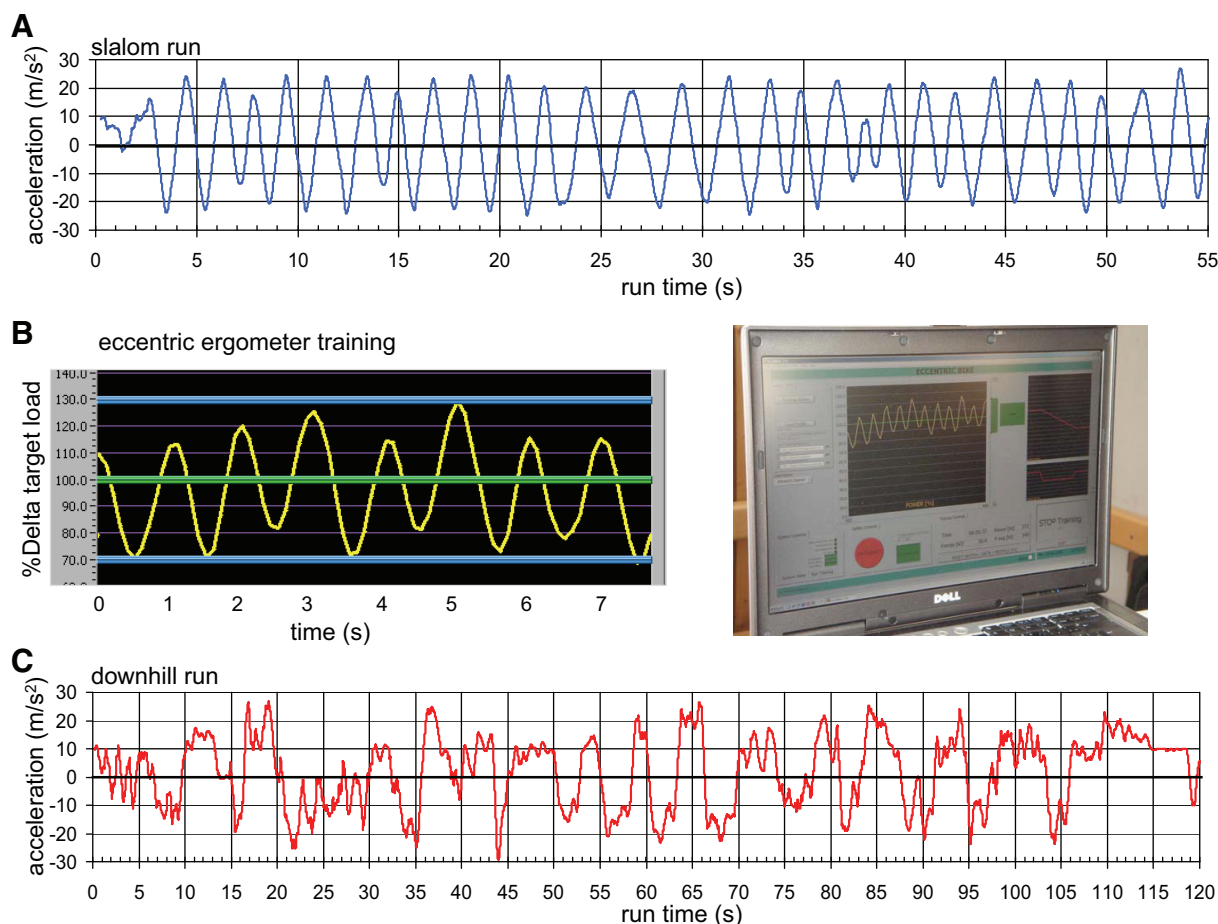 A
slalom run
acceleration (m/s²)
30
20
10
0
-10
-20
-30
0 5 10 15 20 25 30 35 40 45 50 55
run time (s)
B
eccentric ergometer training
%Delta target load
140.0
130.0
120.0
110.0
100.0
90.0
80.0
70.0
0 1 2 3 4 5 6 7
time (s)
ECCENTRIC BIKE
POWER [%]
STOP Training
DELL
C
downhill run
acceleration (m/s²)
30
20
10
0
-10
-20
-30
0 5 10 15 20 25 30 35 40 45 50 55 60 65 70 75 80 85 90 95 100 105 110 115 120
run time (s)